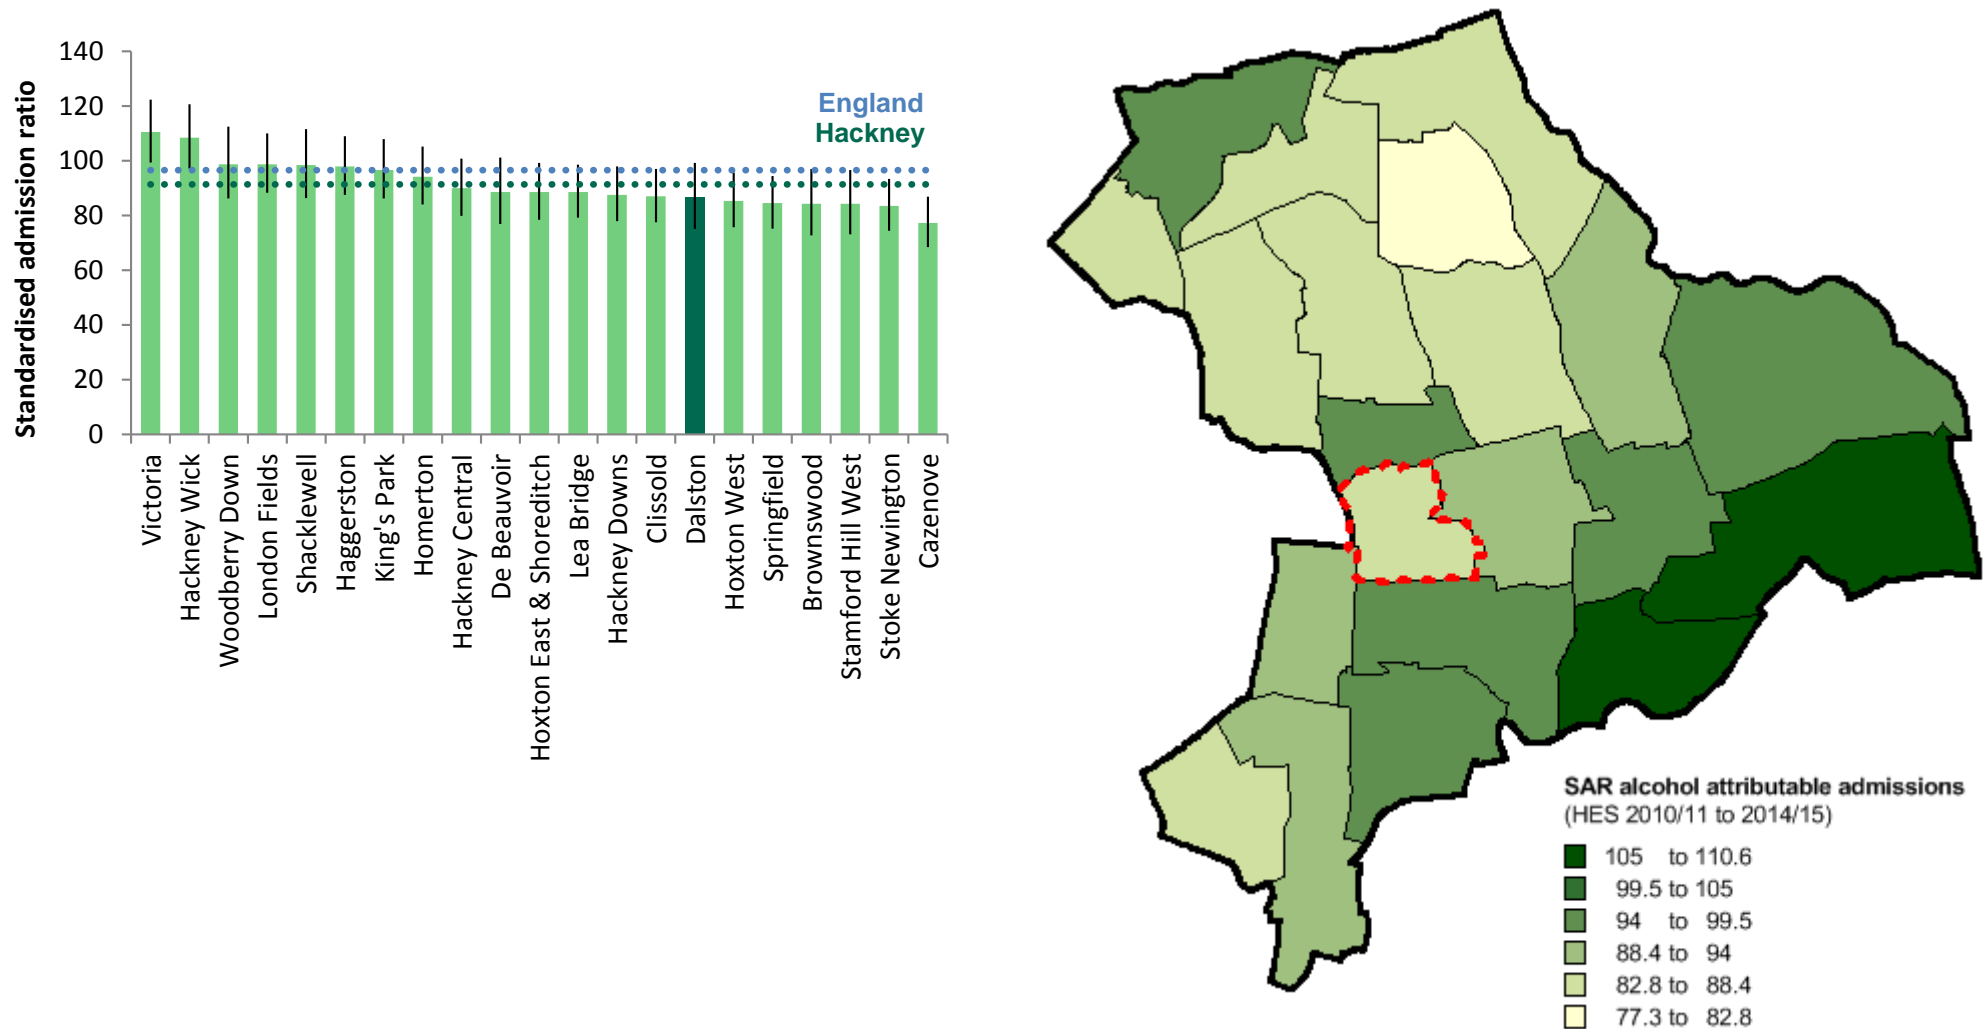 Standardised admission ratio
140
120
100
80
60
40
20
0
England
Hackney
Victoria
Hackney Wick
Woodberry Down
London Fields
Shacklewell
Haggerston
King's Park
Homerton
Hackney Central
De Beauvoir
Hoxton East & Shoreditch
Lea Bridge
Hackney Downs
Clissold
Dalston
Hoxton West
Springfield
Brownswood
Stamford Hill West
Stoke Newington
Cazenove
SAR alcohol attributable admissions
(HES 2010/11 to 2014/15)
105 to 110.6
99.5 to 105
94 to 99.5
88.4 to 94
82.8 to 88.4
77.3 to 82.8